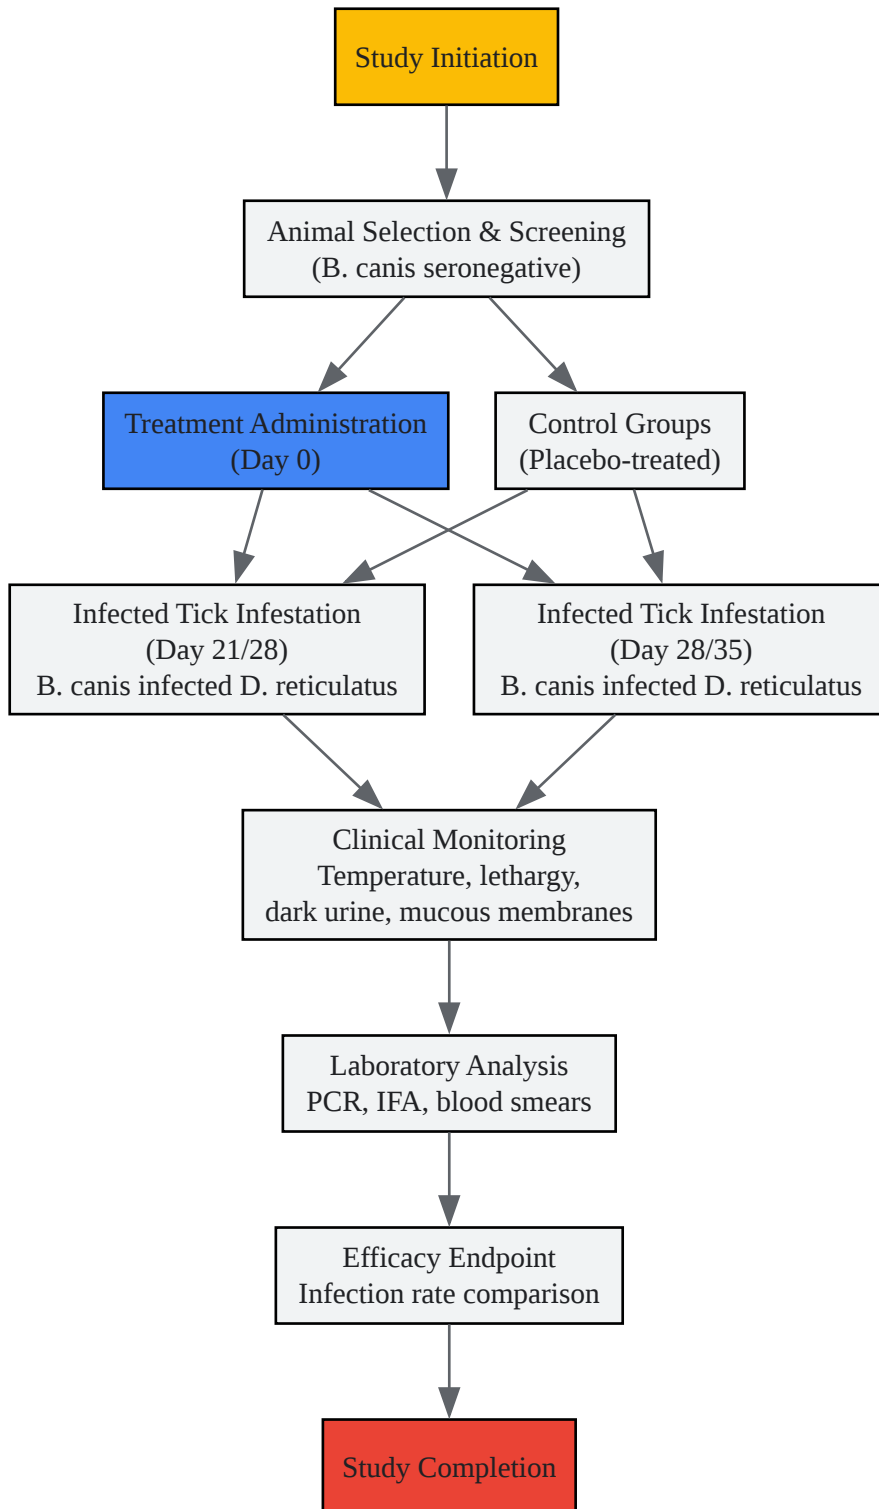 Study Initiation
Animal Selection & Screening
(B. canis seronegative)
Treatment Administration
(Day 0)
Control Groups
(Placebo-treated)
Infected Tick Infestation
(Day 21/28)
B. canis infected D. reticulatus
Infected Tick Infestation
(Day 28/35)
B. canis infected D. reticulatus
Clinical Monitoring
Temperature, lethargy,
dark urine, mucous membranes
Laboratory Analysis
PCR, IFA, blood smears
Efficacy Endpoint
Infection rate comparison
Study Completion